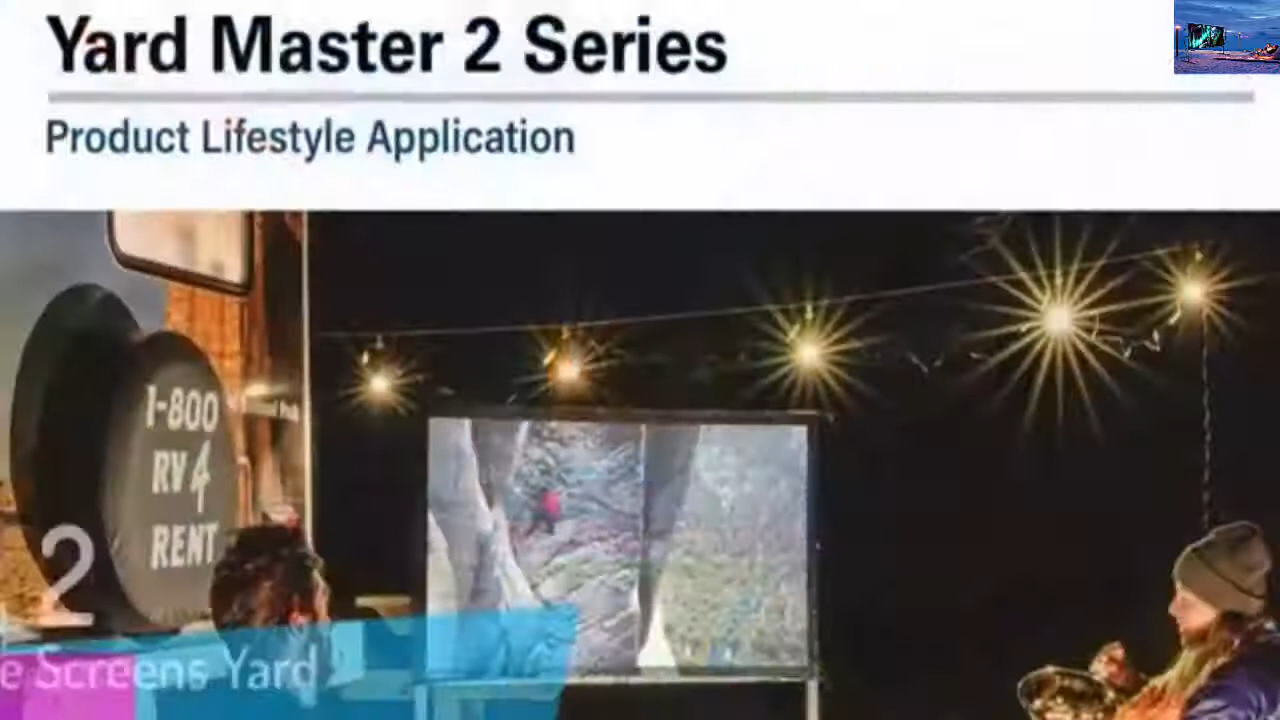 Yard Master 2 Series
Product Lifestyle Application
1-800
RV 4
RENT
2
e Screens Yard